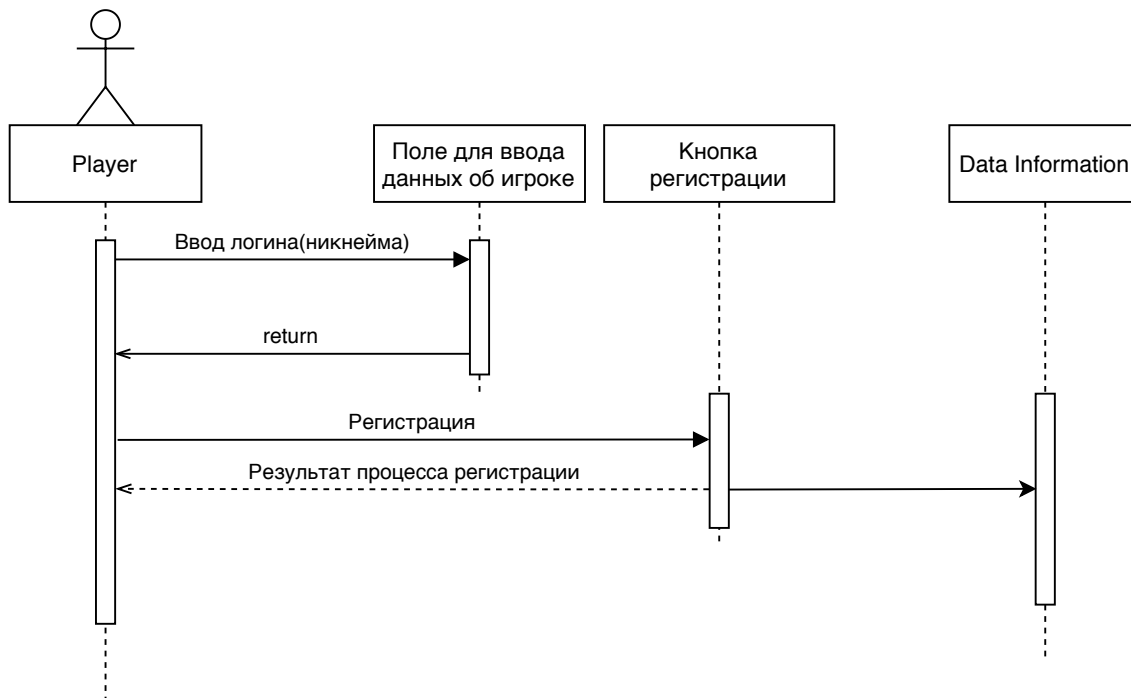 Player
Поле для ввода
данных об игроке
Кнопка
регистрации
Data Information
Ввод логина(никнейма)
return
Регистрация
Результат процесса регистрации